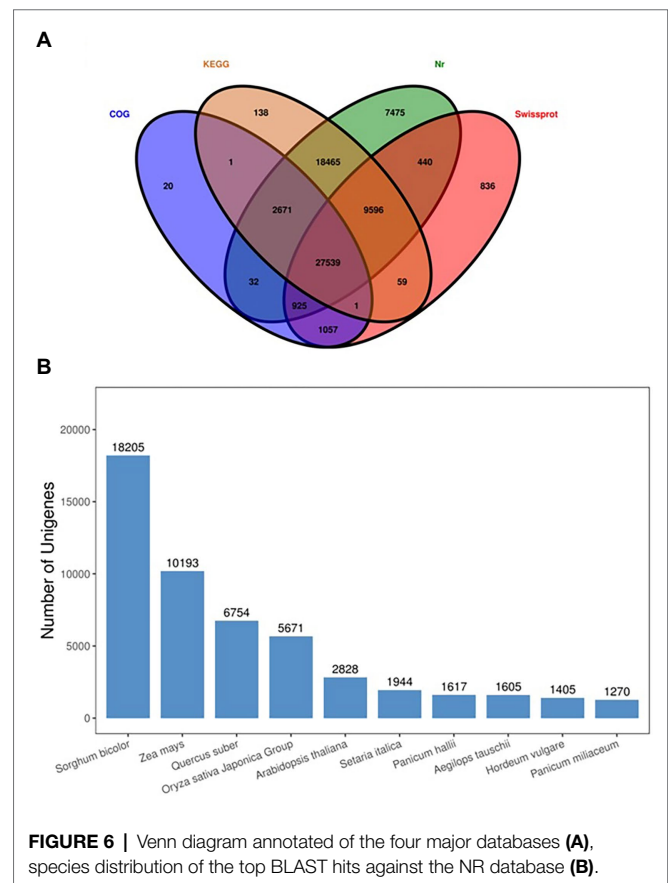 A
KEGG
Nr
COG
Swissprot
138
7475
1
18465
440
20
836
2671
9596
27539
32
59
925
1
1057
B
Number of Unigenes
20000
15000
10000
5000
0
18205
10193
6754
5671
2828
1944
1617
1605
1405
1270
Sorghum bicolor
Zea mays
Quercus suber
Oryza sativa Japonica Group
Arabidopsis thaliana
Setaria italica
Panicum hallii
Aegilops tauschii
Hordeum vulgare
Panicum miliaceum
FIGURE 6 | Venn diagram annotated of the four major databases (A),
species distribution of the top BLAST hits against the NR database (B).